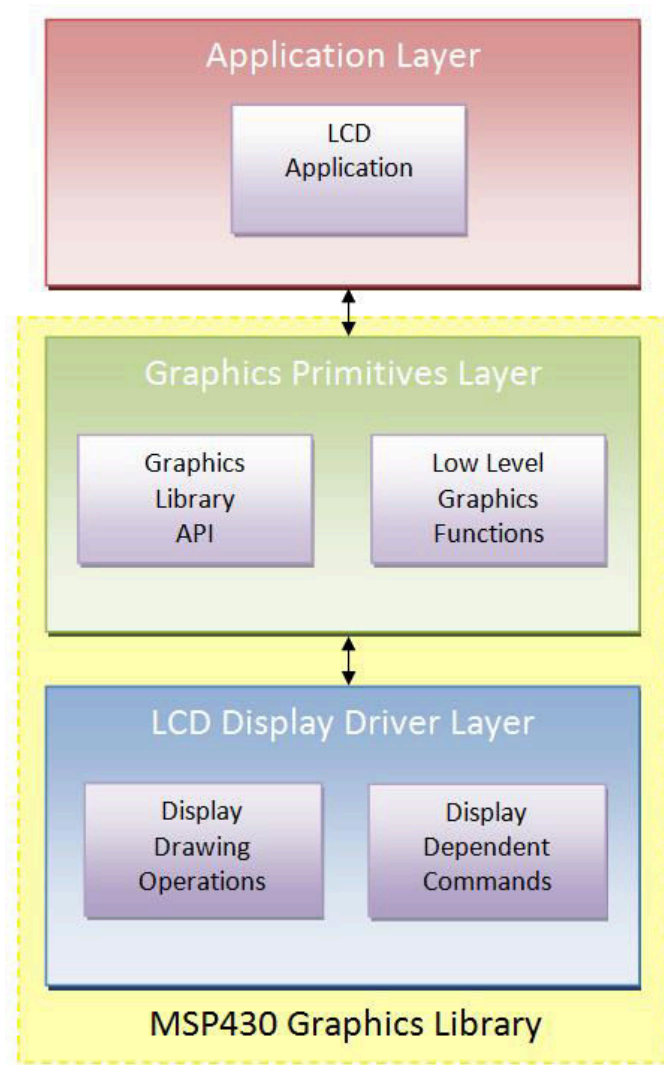 Application Layer
LCD
Application
Graphics Primitives Layer
Graphics
Library
API
Low Level
Graphics
Functions
LCD Display Driver Layer
Display
Drawing
Operations
Display
Dependent
Commands
MSP430 Graphics Library